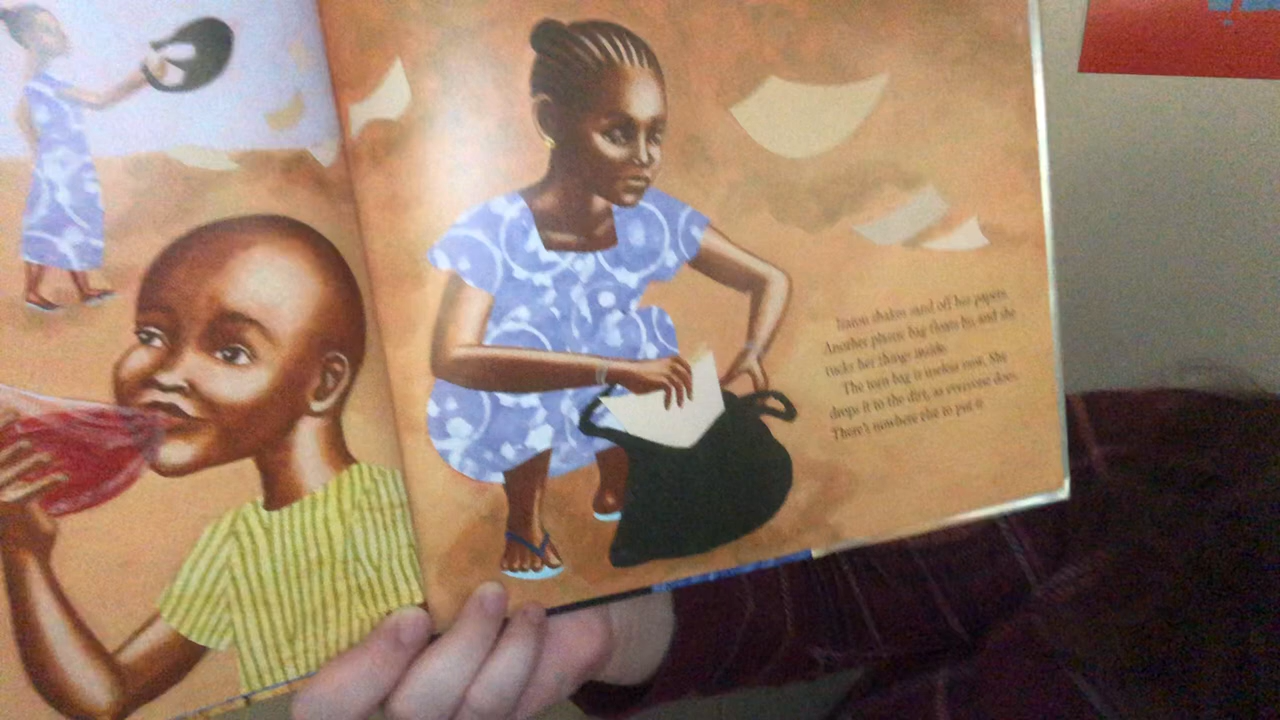 Isatou shakes sand off her papers.
Another plastic bag floats by, and she
tucks her things inside.
The torn bag is useless now. She
drops it to the dirt, as everyone does.
There's nowhere else to put it.